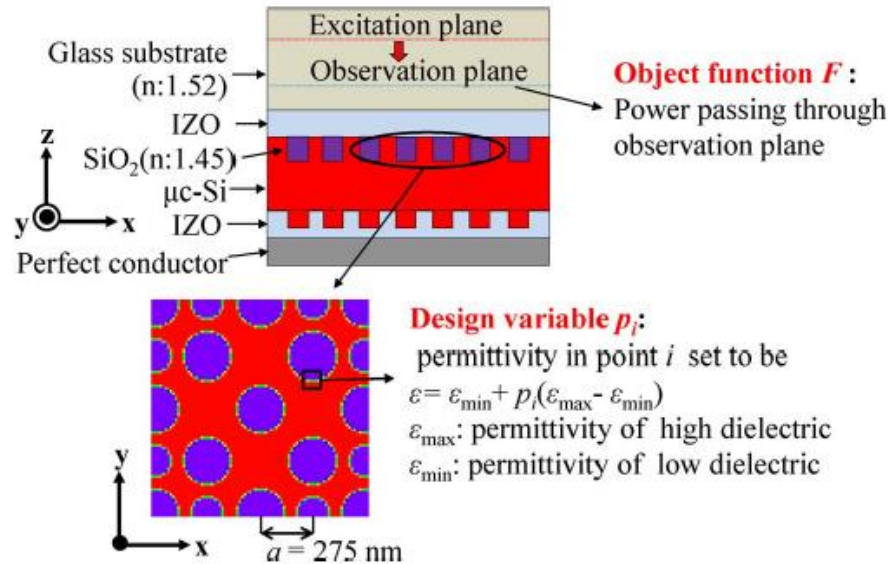 Excitation plane
Glass substrate
(n:1.52)
Observation plane
IZO
SiO₂(n:1.45)
μc-Si
IZO
Perfect conductor
z
y
x
Object function F :
Power passing through
observation plane
Design variable pᵢ:
permittivity in point i set to be
ε= εmin+ pᵢ(εmax- εmin)
εmax: permittivity of high dielectric
εmin: permittivity of low dielectric
y
x
a = 275 nm